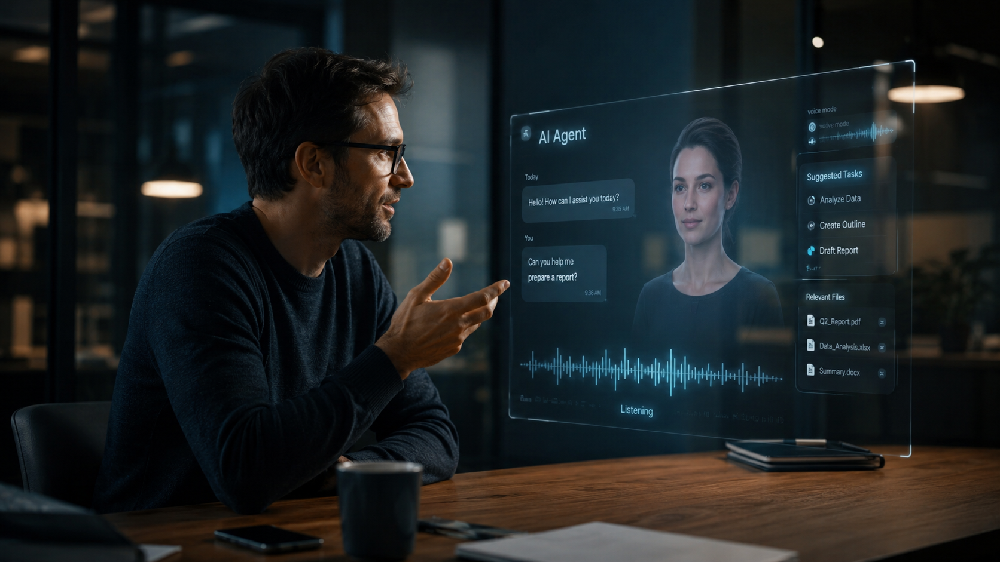 AI Agent
Today
Hello! How can I assist you today?
9:35 AM
You
Can you help me
prepare a report?
9:36 AM
Listening
voice mode
mode
Suggested Tasks
Analyze Data
Create Outline
Draft Report
Relevant Files
Q2_Report.pdf
Data_Analysis.xlsx
Summary.docx